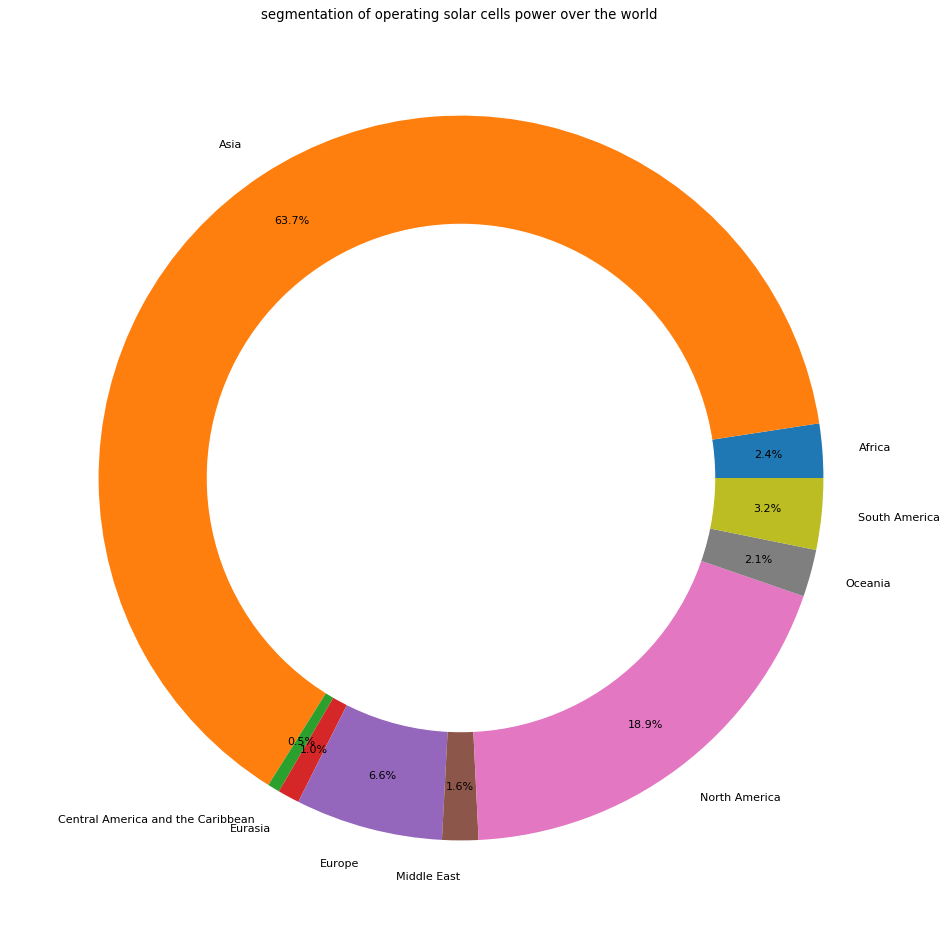 segmentation of operating solar cells power over the world
Asia
63.7%
Africa
2.4%
3.2%
South America
2.1%
Oceania
18.9%
North America
0.5%
1.0%
6.6%
1.6%
Central America and the Caribbean
Eurasia
Europe
Middle East